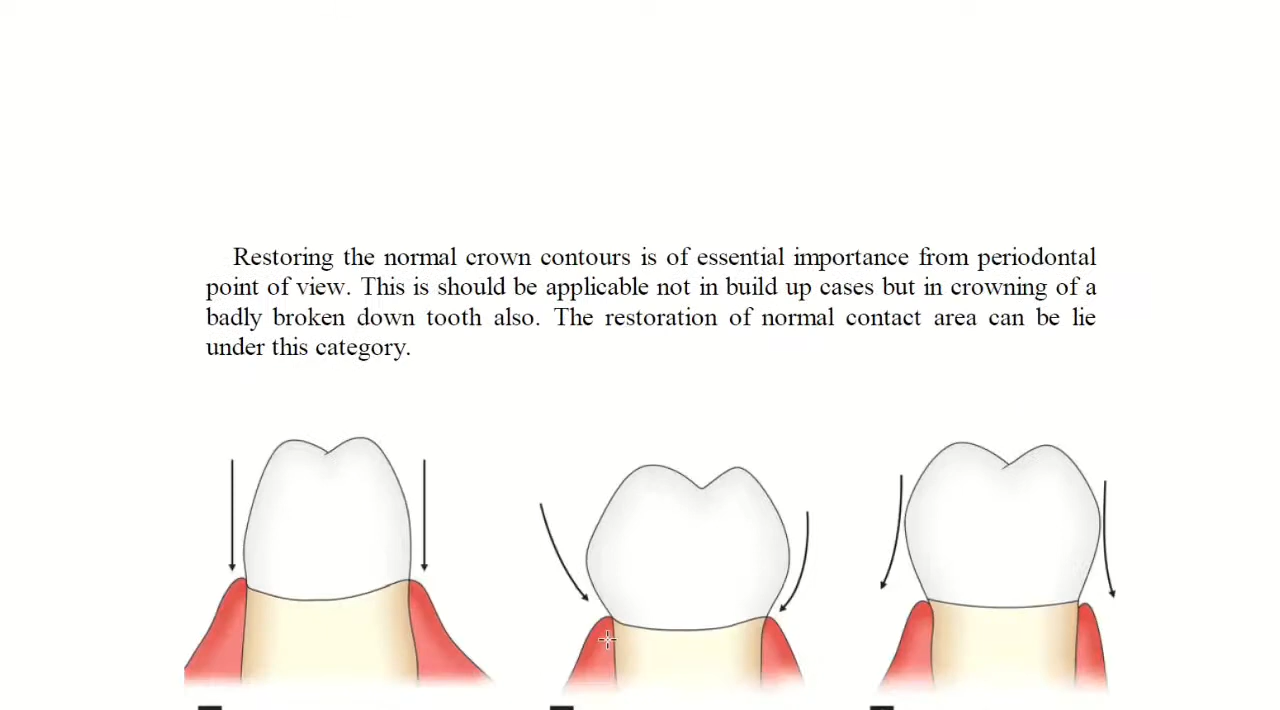 Restoring the normal crown contours is of essential importance from periodontal
point of view. This is should be applicable not in build up cases but in crowning of a
badly broken down tooth also. The restoration of normal contact area can be lie
under this category.